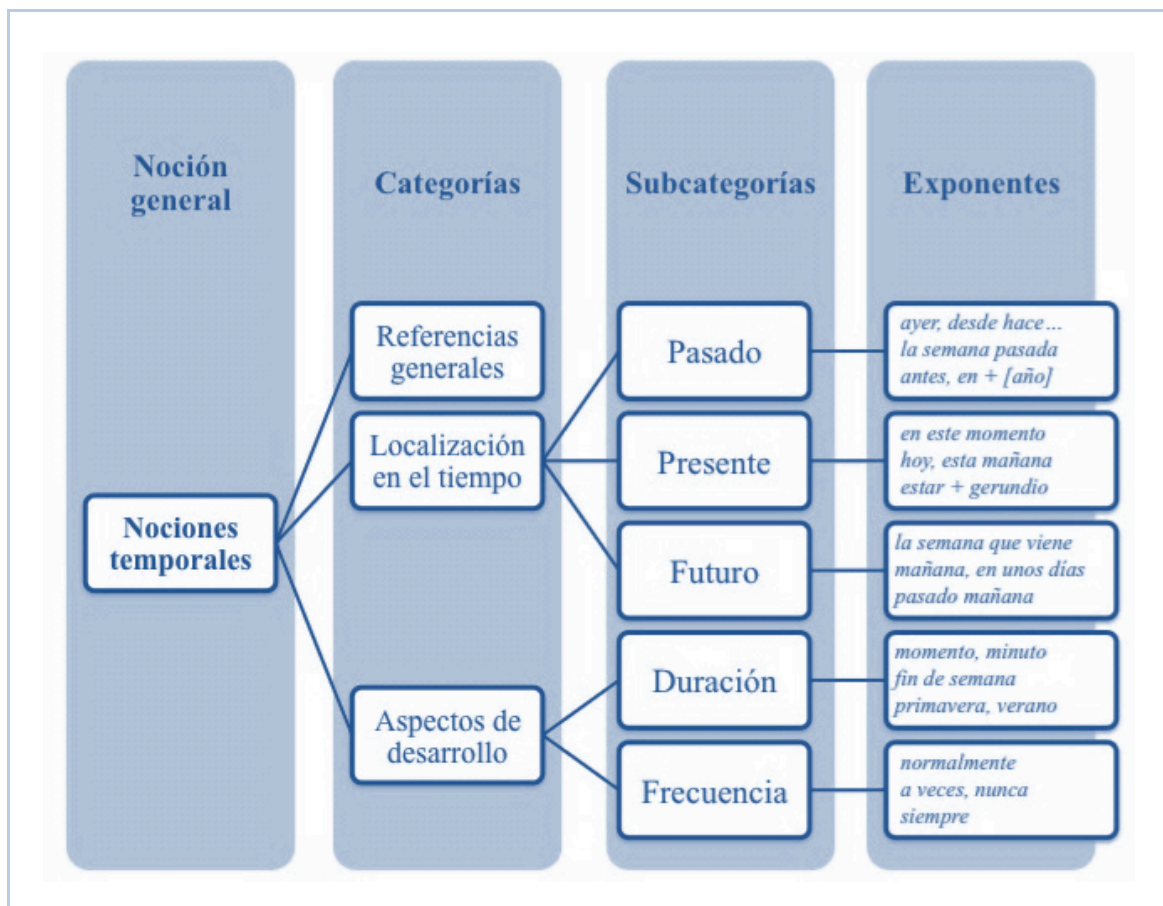 Noción
general
Categorías
Subcategorías
Exponentes
Nociones
temporales
Referencias
generales
Localización
en el tiempo
Aspectos de
desarrollo
Pasado
Presente
Futuro
Duración
Frecuencia
ayer, desde hace…
la semana pasada
antes, en + [año]
en este momento
hoy, esta mañana
estar + gerundio
la semana que viene
mañana, en unos días
pasado mañana
momento, minuto
fin de semana
primavera, verano
normalmente
a veces, nunca
siempre